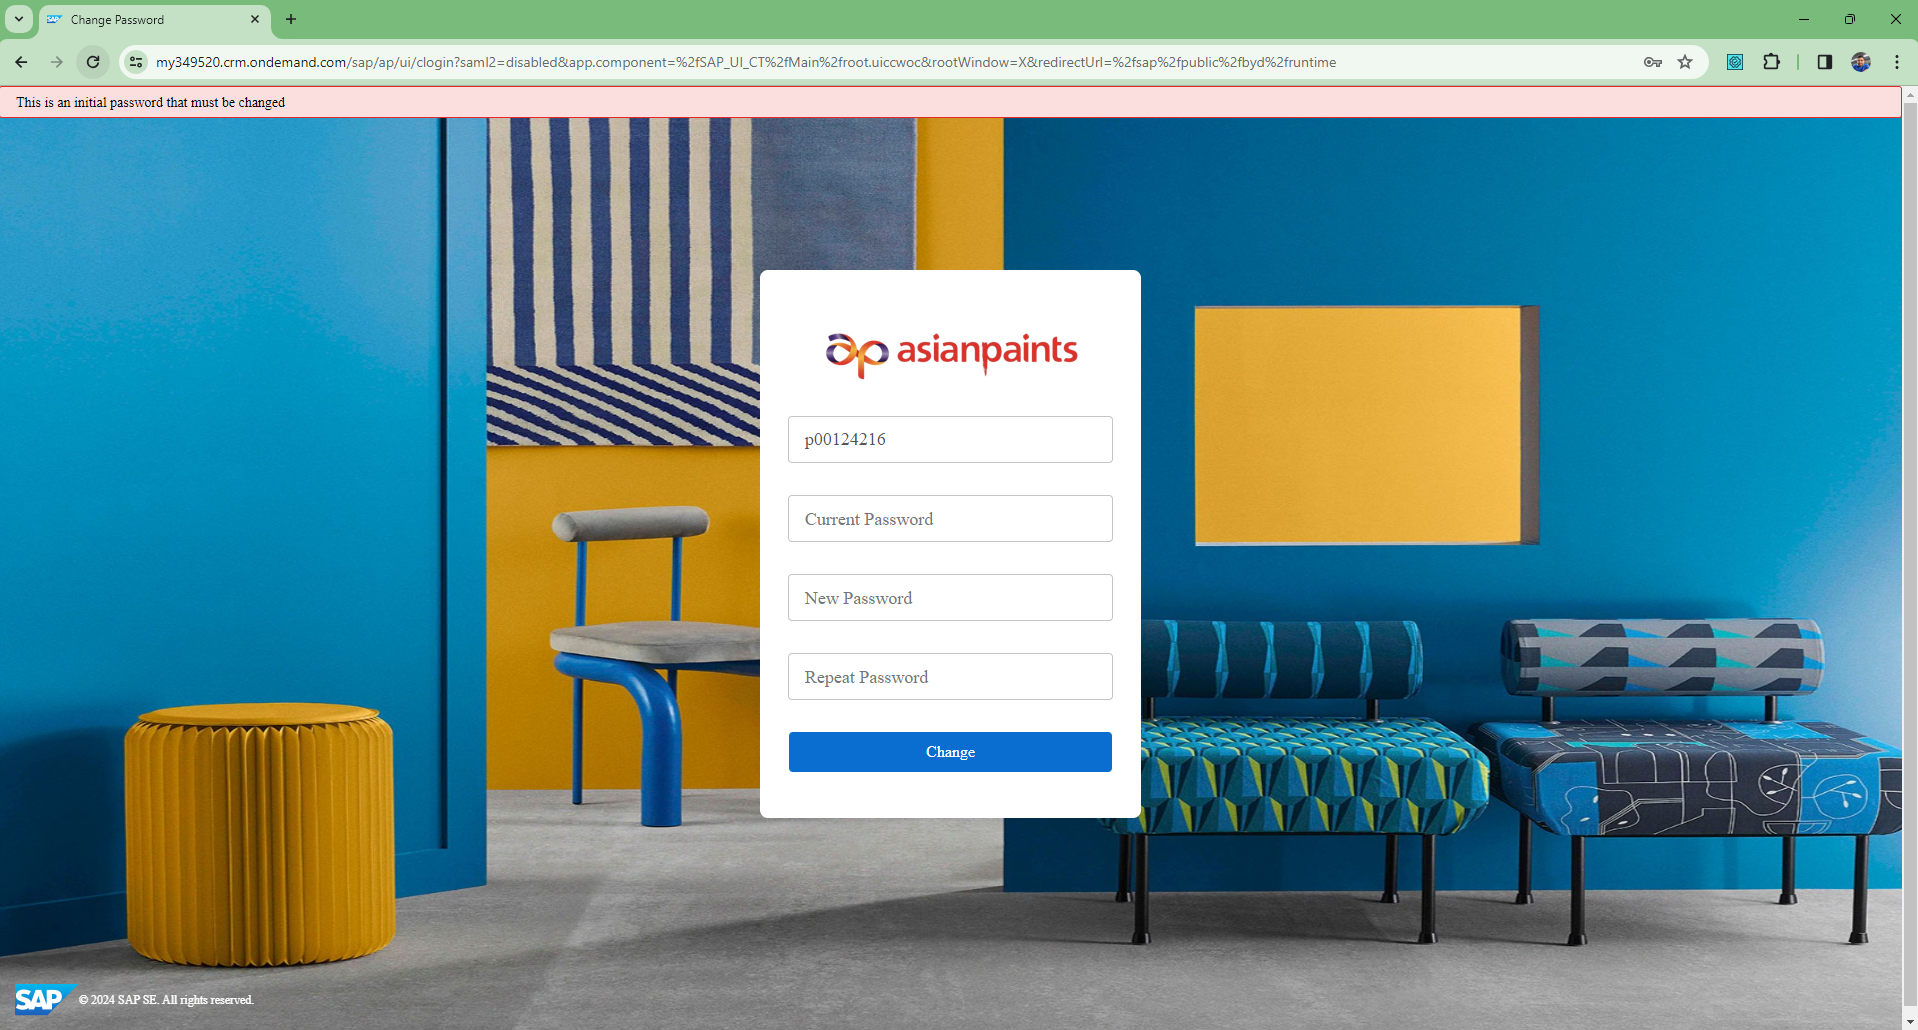 Change Password
my349520.crm.ondemand.com/sap/ap/ui/clogin?saml2=disabled&app.component=%2fSAP_UI_CT%2fMain%2froot.uiccwoc&rootWindow=X&redirectUrl=%2fsap%2fpublic%2fbyd%2fruntime
This is an initial password that must be changed
ap asianpaints
p00124216
Current Password
New Password
Repeat Password
Change
SAP © 2024 SAP SE. All rights reserved.